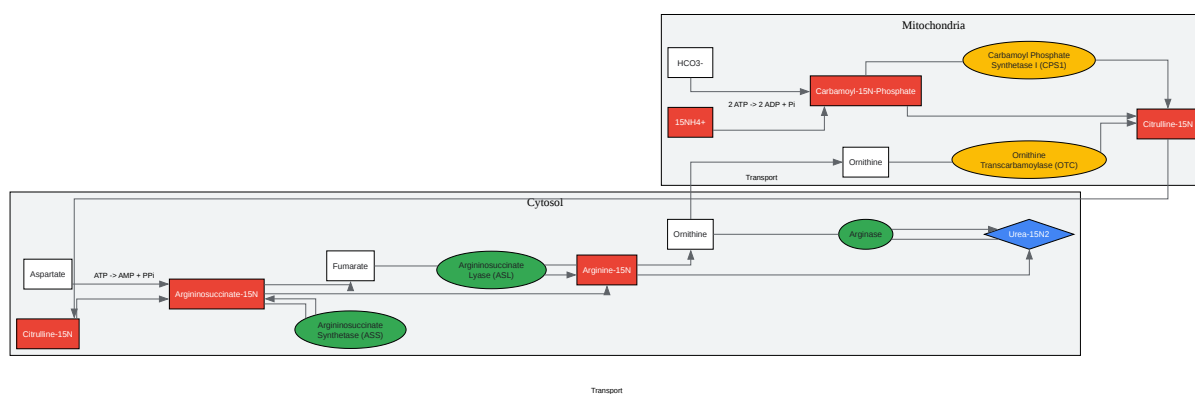 Mitochondria
HCO3-
Carbamoyl Phosphate
Synthetase I (CPS1)
Carbamoyl-15N-Phosphate
2 ATP -> 2 ADP + Pi
15NH4+
Citrulline-15N
Ornithine
Ornithine
Transcarbamoylase (OTC)
Transport
Cytosol
Ornithine
Arginase
Urea-15N2
Aspartate
ATP -> AMP + PPi
Fumarate
Argininosuccinate
Lyase (ASL)
Arginine-15N
Argininosuccinate-15N
Citrulline-15N
Argininosuccinate
Synthetase (ASS)
Transport